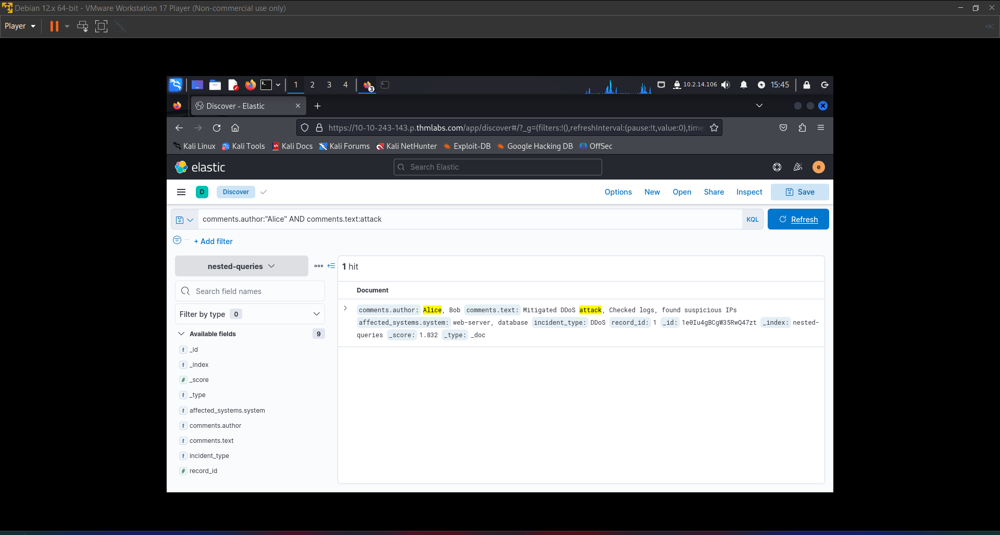 Debian 12.x 64-bit - VMware Workstation 17 Player (Non-commercial use only)
Player
1 2 3 4 3 10.2.14.106 15:45
Discover - Elastic
https://10-10-243-143.p.thmlabs.com/app/discover#/?_g=(filters:!(),refreshInterval:(pause:!t,value:0),time
Kali Linux Kali Tools Kali Docs Kali Forums Kali NetHunter Exploit-DB Google Hacking DB OffSec
elastic Search Elastic e
D Discover Options New Open Share Inspect Save
comments.author:"Alice" AND comments.text:attack KQL Refresh
+ Add filter
nested-queries
1 hit
Search field names
Document
Filter by type 0
comments.author: Alice, Bob comments.text: Mitigated DDoS attack, Checked logs, found suspicious IPs
affected_systems.system: web-server, database incident_type: DDoS record_id: 1 _id: 1e0Iu4gBCgW35RwQ47zt _index: nested-
queries _score: 1.832 _type: _doc
Available fields 9
t _id
t _index
# _score
t _type
t affected_systems.system
t comments.author
t comments.text
t incident_type
# record_id